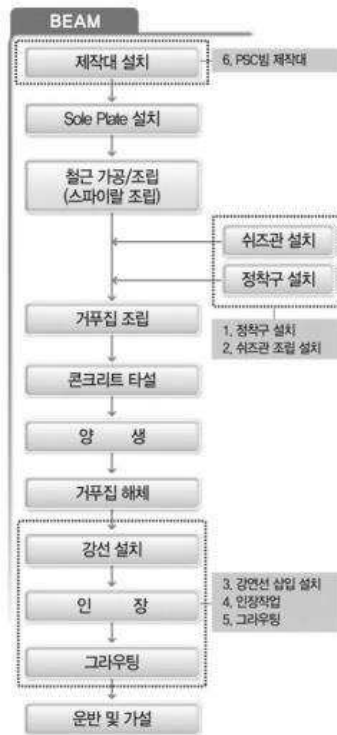 BEAM
제작대 설치
6. PSC빔 제작대
Sole Plate 설치
철근 가공/조립
(스파이랄 조립)
쉬즈관 설치
정착구 설치
1. 정착구 설치
2. 쉬즈관 조립 설치
거푸집 조립
콘크리트 타설
양 생
거푸집 해체
강선 설치
인 장
그라우팅
3. 강연선 삽입 설치
4. 인장작업
5. 그라우팅
운반 및 가설